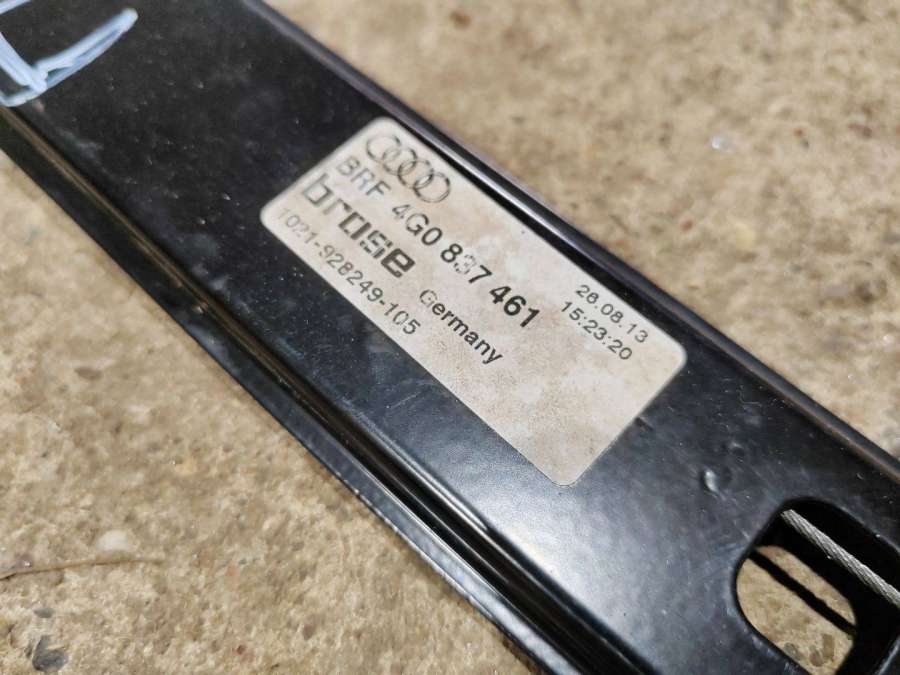 BRF 4G0 837 461
brose Germany
1021-928249-105
26.08.13
15:23:20